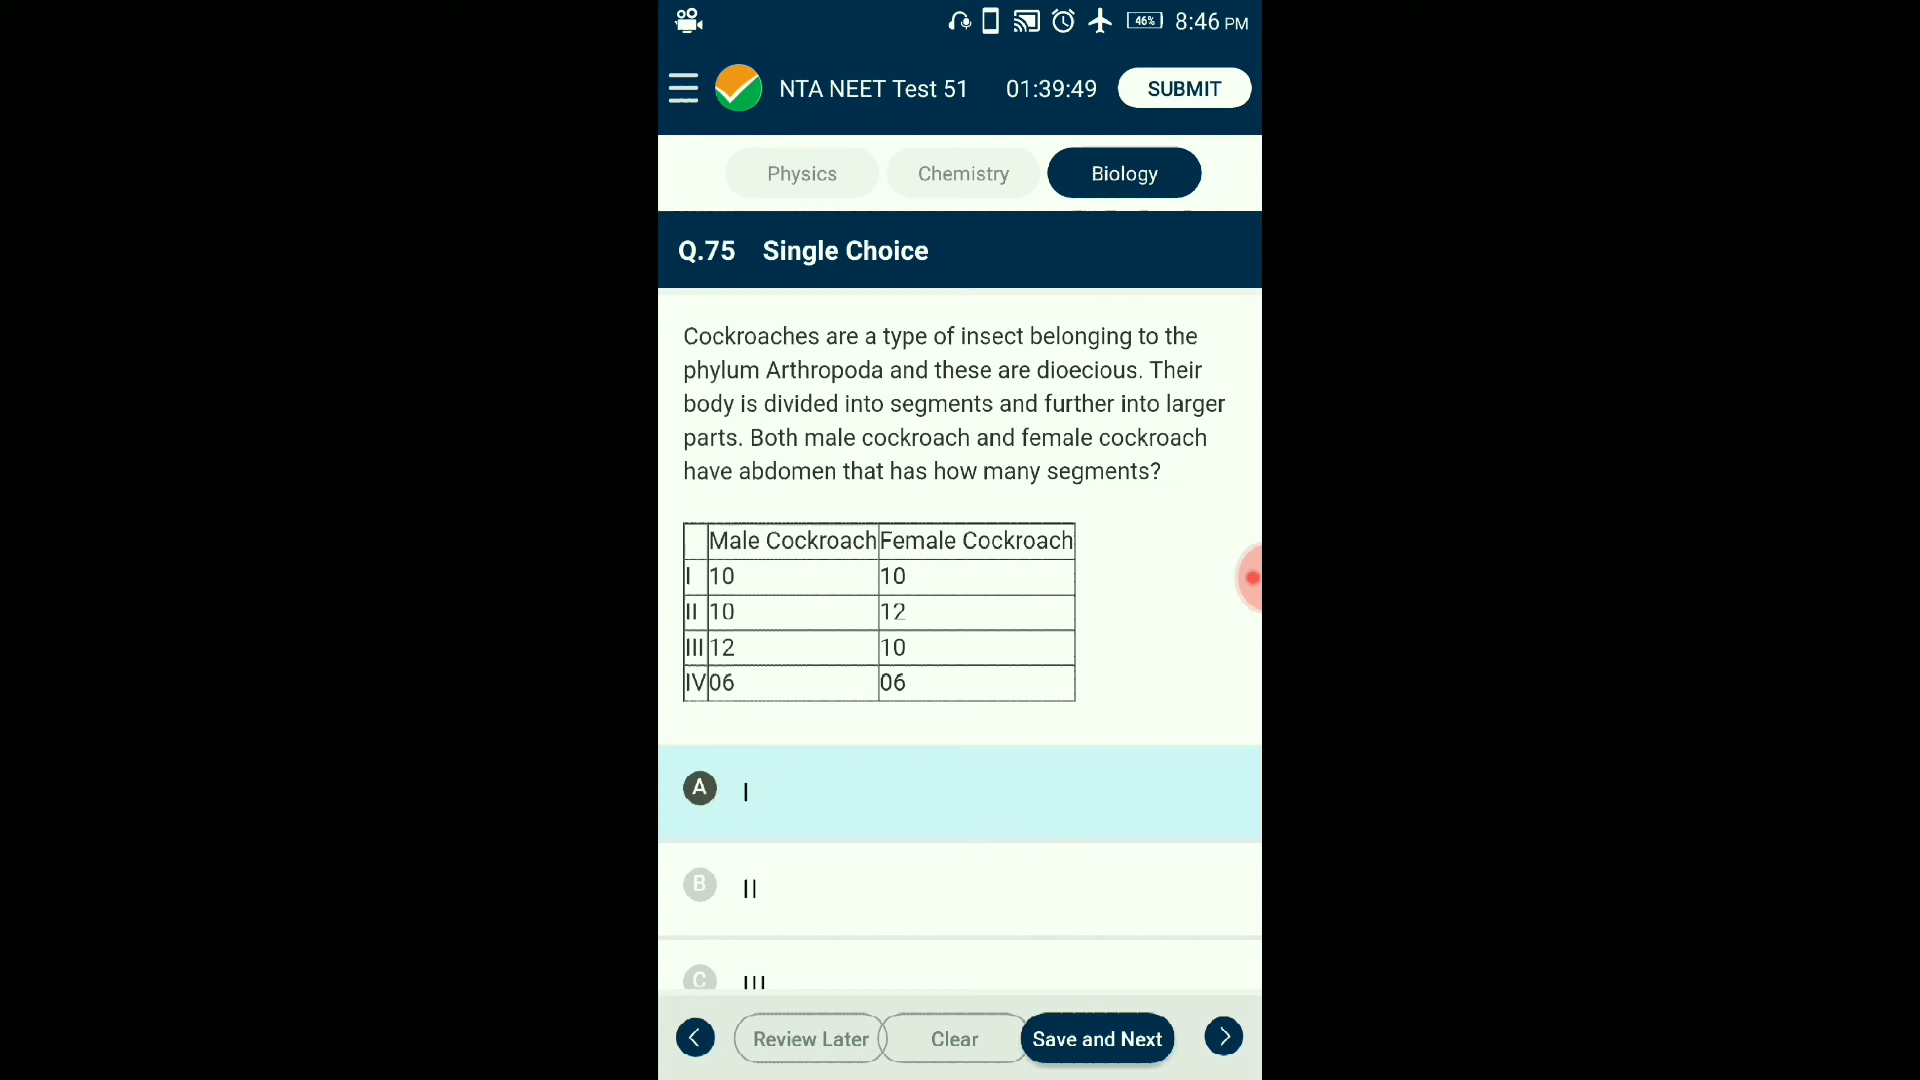 46% 8:46 PM
NTA NEET Test 51 01:39:49 SUBMIT
Physics Chemistry Biology
Q.75 Single Choice
Cockroaches are a type of insect belonging to the
phylum Arthropoda and these are dioecious. Their
body is divided into segments and further into larger
parts. Both male cockroach and female cockroach
have abdomen that has how many segments?
Male Cockroach Female Cockroach
I 10 10
II 10 12
III 12 10
IV 06 06
A I
B II
C III
Review Later Clear Save and Next